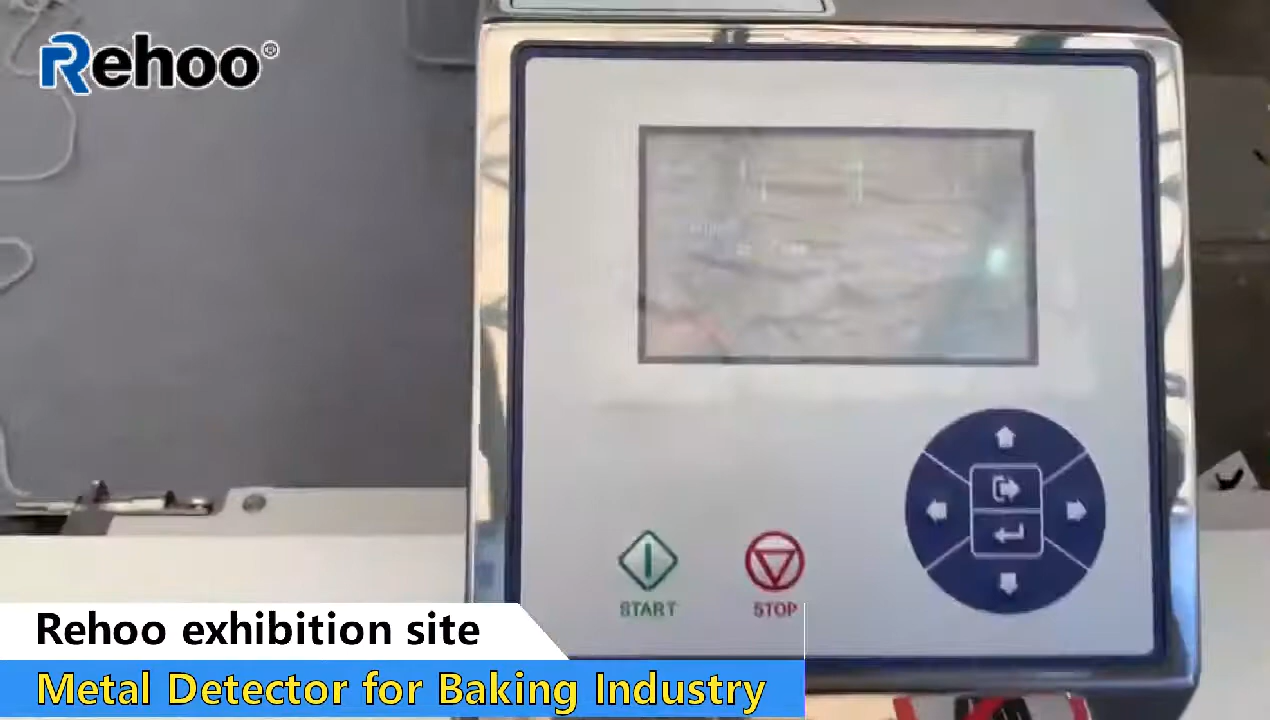 Rehoo®
START
STOP
Rehoo exhibition site
Metal Detector for Baking Industry